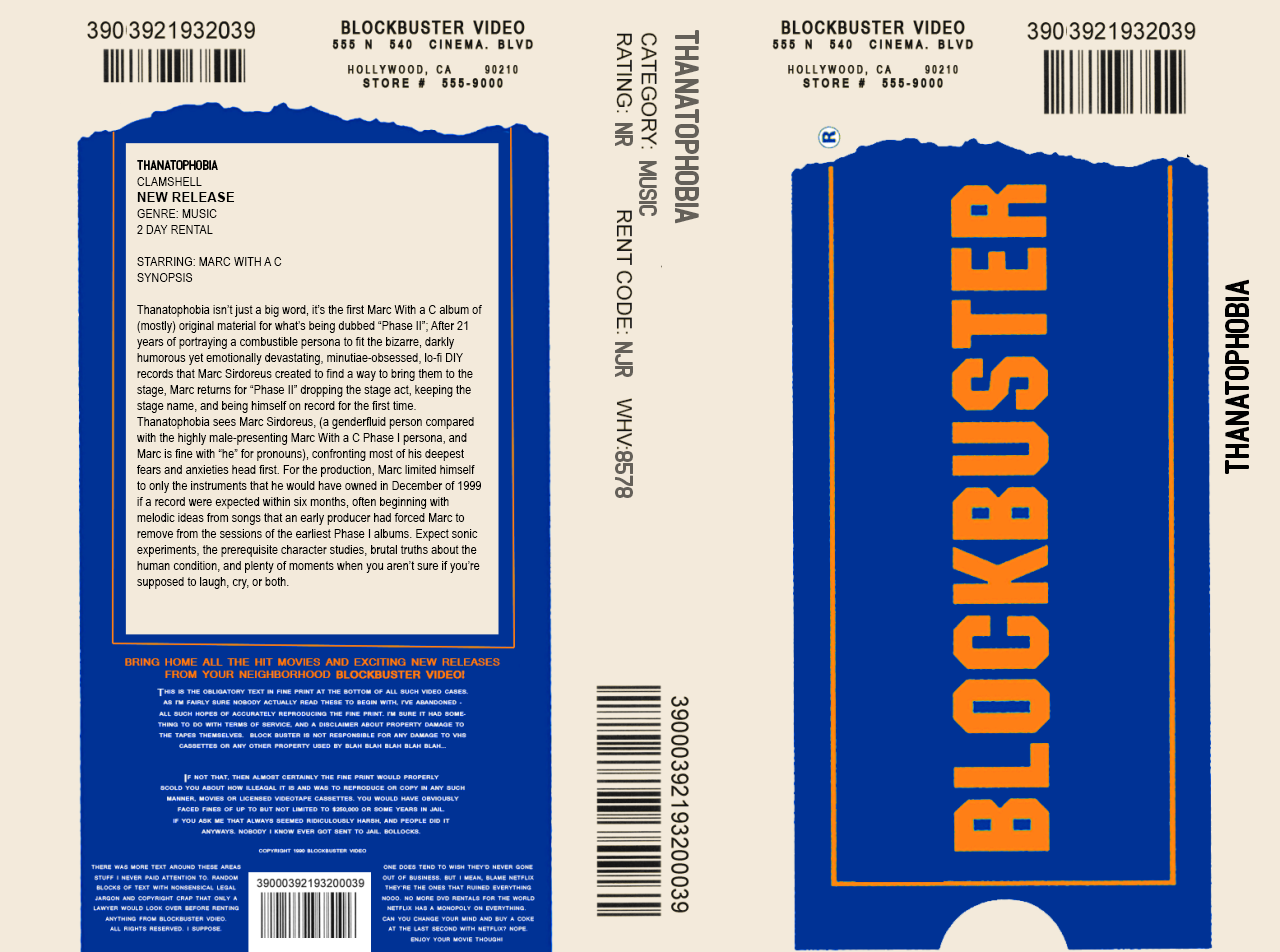 390 3921932039
BLOCKBUSTER VIDEO
555 N 540 CINEMA. BLVD
HOLLYWOOD, CA 90210
STORE # 555-9000
THANATOPHOBIA
CLAMSHELL
NEW RELEASE
GENRE: MUSIC
2 DAY RENTAL
STARRING: MARC WITH A C
SYNOPSIS
Thanatophobia isn't just a big word, it's the first Marc With a C album of
(mostly) original material for what's being dubbed “Phase II”; After 21
years of portraying a combustible persona to fit the bizarre, darkly
humorous yet emotionally devastating, minutiae-obsessed, lo-fi DIY
records that Marc Sirdoreus created to find a way to bring them to the
stage, Marc returns for “Phase II” dropping the stage act, keeping the
stage name, and being himself on record for the first time.
Thanatophobia sees Marc Sirdoreus, (a genderfluid person compared
with the highly male-presenting Marc With a C Phase I persona, and
Marc is fine with “he” for pronouns), confronting most of his deepest
fears and anxieties head first. For the production, Marc limited himself
to only the instruments that he would have owned in December of 1999
if a record were expected within six months, often beginning with
melodic ideas from songs that an early producer had forced Marc to
remove from the sessions of the earliest Phase I albums. Expect sonic
experiments, the prerequisite character studies, brutal truths about the
human condition, and plenty of moments when you aren't sure if you're
supposed to laugh, cry, or both.
BRING HOME ALL THE HIT MOVIES AND EXCITING NEW RELEASES
FROM YOUR NEIGHBORHOOD BLOCKBUSTER VIDEO!
THIS IS THE OBLIGATORY TEXT IN FINE PRINT AT THE BOTTOM OF ALL SUCH VIDEO CASES.
AS I'M FAIRLY SURE NOBODY ACTUALLY READ THESE TO BEGIN WITH, I'VE ABANDONED -
ALL SUCH HOPES OF ACCURATELY REPRODUCING THE FINE PRINT. I'M SURE IT HAD SOME-
THING TO DO WITH TERMS OF SERVICE, AND A DISCLAIMER ABOUT PROPERTY DAMAGE TO
THE TAPES THEMSELVES. BLOCK BUSTER IS NOT RESPONSIBLE FOR ANY DAMAGE TO VHS
CASSETTES OR ANY OTHER PROPERTY USED BY BLAH BLAH BLAH BLAH BLAH...
IF NOT THAT, THEN ALMOST CERTAINLY THE FINE PRINT WOULD PROPERLY
SCOLD YOU ABOUT HOW ILLEAGAL IT IS AND WAS TO REPRODUCE OR COPY IN ANY SUCH
MANNER, MOVIES OR LICENSED VIDEOTAPE CASSETTES. YOU WOULD HAVE OBVIOUSLY
FACED FINES OF UP TO BUT NOT LIMITED TO $250,000 OR SOME YEARS IN JAIL.
IF YOU ASK ME THAT ALWAYS SEEMED RIDICULOUSLY HARSH, AND PEOPLE DID IT
ANYWAYS. NOBODY I KNOW EVER GOT SENT TO JAIL. BOLLOCKS.
COPYRIGHT 1990 BLOCKBUSTER VIDEO
THERE WAS MORE TEXT AROUND THESE AREAS
STUFF I NEVER PAID ATTENTION TO. RANDOM
BLOCKS OF TEXT WITH NONSENSICAL LEGAL
JARGON AND COPYRIGHT CRAP THAT ONLY A
LAWYER WOULD LOOK OVER BEFORE RENTING
ANYTHING FROM BLOCKBUSTER VDIEO.
ALL RIGHTS RESERVED. I SUPPOSE.
39000392193200039
ONE DOES TEND TO WISH THEY'D NEVER GONE
OUT OF BUSINESS. BUT I MEAN, BLAME NETFLIX
THEY'RE THE ONES THAT RUINED EVERYTHING
NOOO. NO MORE DVD RENTALS FOR THE WORLD
NETFLIX HAS A MONOPOLY ON EVERYTHING.
CAN YOU CHANGE YOUR MIND AND BUY A COKE
AT THE LAST SECOND WITH NETFLIX? NOPE.
ENJOY YOUR MOVIE THOUGH!
THANATOPHOBIA
CATEGORY: MUSIC
RATING: NR RENT CODE: NJR WHV:8578
39000392193200039
BLOCKBUSTER VIDEO
555 N 540 CINEMA. BLVD
HOLLYWOOD, CA 90210
STORE # 555-9000
390 3921932039
®
BLOCKBUSTER
THANATOPHOBIA